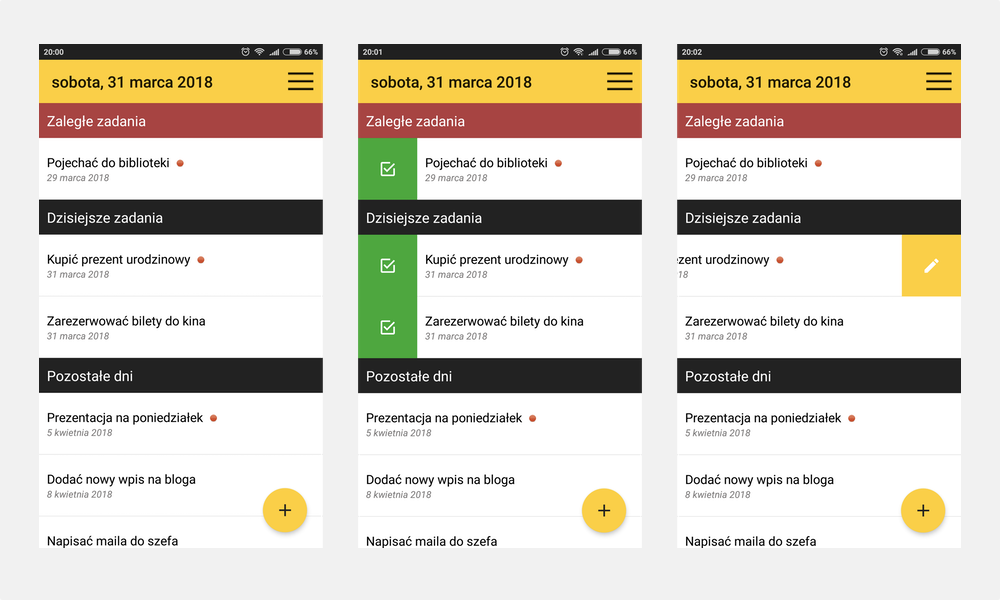 20:00
66%
sobota, 31 marca 2018
Zaległe zadania
Pojechać do biblioteki
29 marca 2018
Dzisiejsze zadania
Kupić prezent urodzinowy
31 marca 2018
Zarezerwować bilety do kina
31 marca 2018
Pozostałe dni
Prezentacja na poniedziałek
5 kwietnia 2018
Dodać nowy wpis na bloga
8 kwietnia 2018
Napisać maila do szefa
20:01
66%
sobota, 31 marca 2018
Zaległe zadania
Pojechać do biblioteki
29 marca 2018
Dzisiejsze zadania
Kupić prezent urodzinowy
31 marca 2018
Zarezerwować bilety do kina
31 marca 2018
Pozostałe dni
Prezentacja na poniedziałek
5 kwietnia 2018
Dodać nowy wpis na bloga
8 kwietnia 2018
Napisać maila do szefa
20:02
66%
sobota, 31 marca 2018
Zaległe zadania
Pojechać do biblioteki
29 marca 2018
Dzisiejsze zadania
zent urodzinowy
18
Zarezerwować bilety do kina
31 marca 2018
Pozostałe dni
Prezentacja na poniedziałek
5 kwietnia 2018
Dodać nowy wpis na bloga
8 kwietnia 2018
Napisać maila do szefa